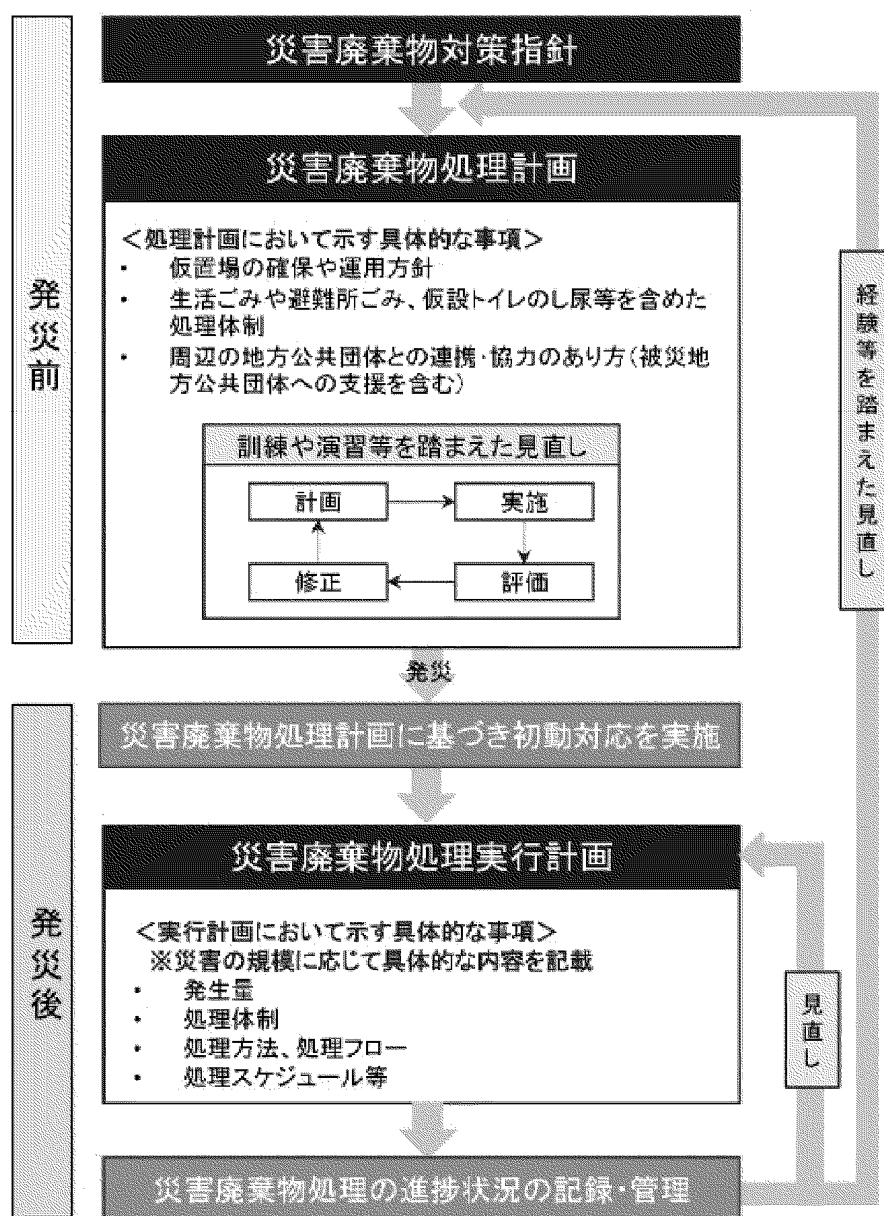 災害廃棄物対策指針
発災前
災害廃棄物処理計画
＜処理計画において示す具体的な事項＞
・ 仮置場の確保や運用方針
・ 生活ごみや避難所ごみ、仮設トイレのし尿等を含めた
処理体制
・ 周辺の地方公共団体との連携・協力のあり方（被災地
方公共団体への支援を含む）
訓練や演習等を踏まえた見直し
計画
実施
修正
評価
経験等を踏まえた見直し
発災
発災後
災害廃棄物処理計画に基づき初動対応を実施
災害廃棄物処理実行計画
＜実行計画において示す具体的な事項＞
※災害の規模に応じて具体的な内容を記載
・ 発生量
・ 処理体制
・ 処理方法、処理フロー
・ 処理スケジュール等
見直し
災害廃棄物処理の進捗状況の記録・管理